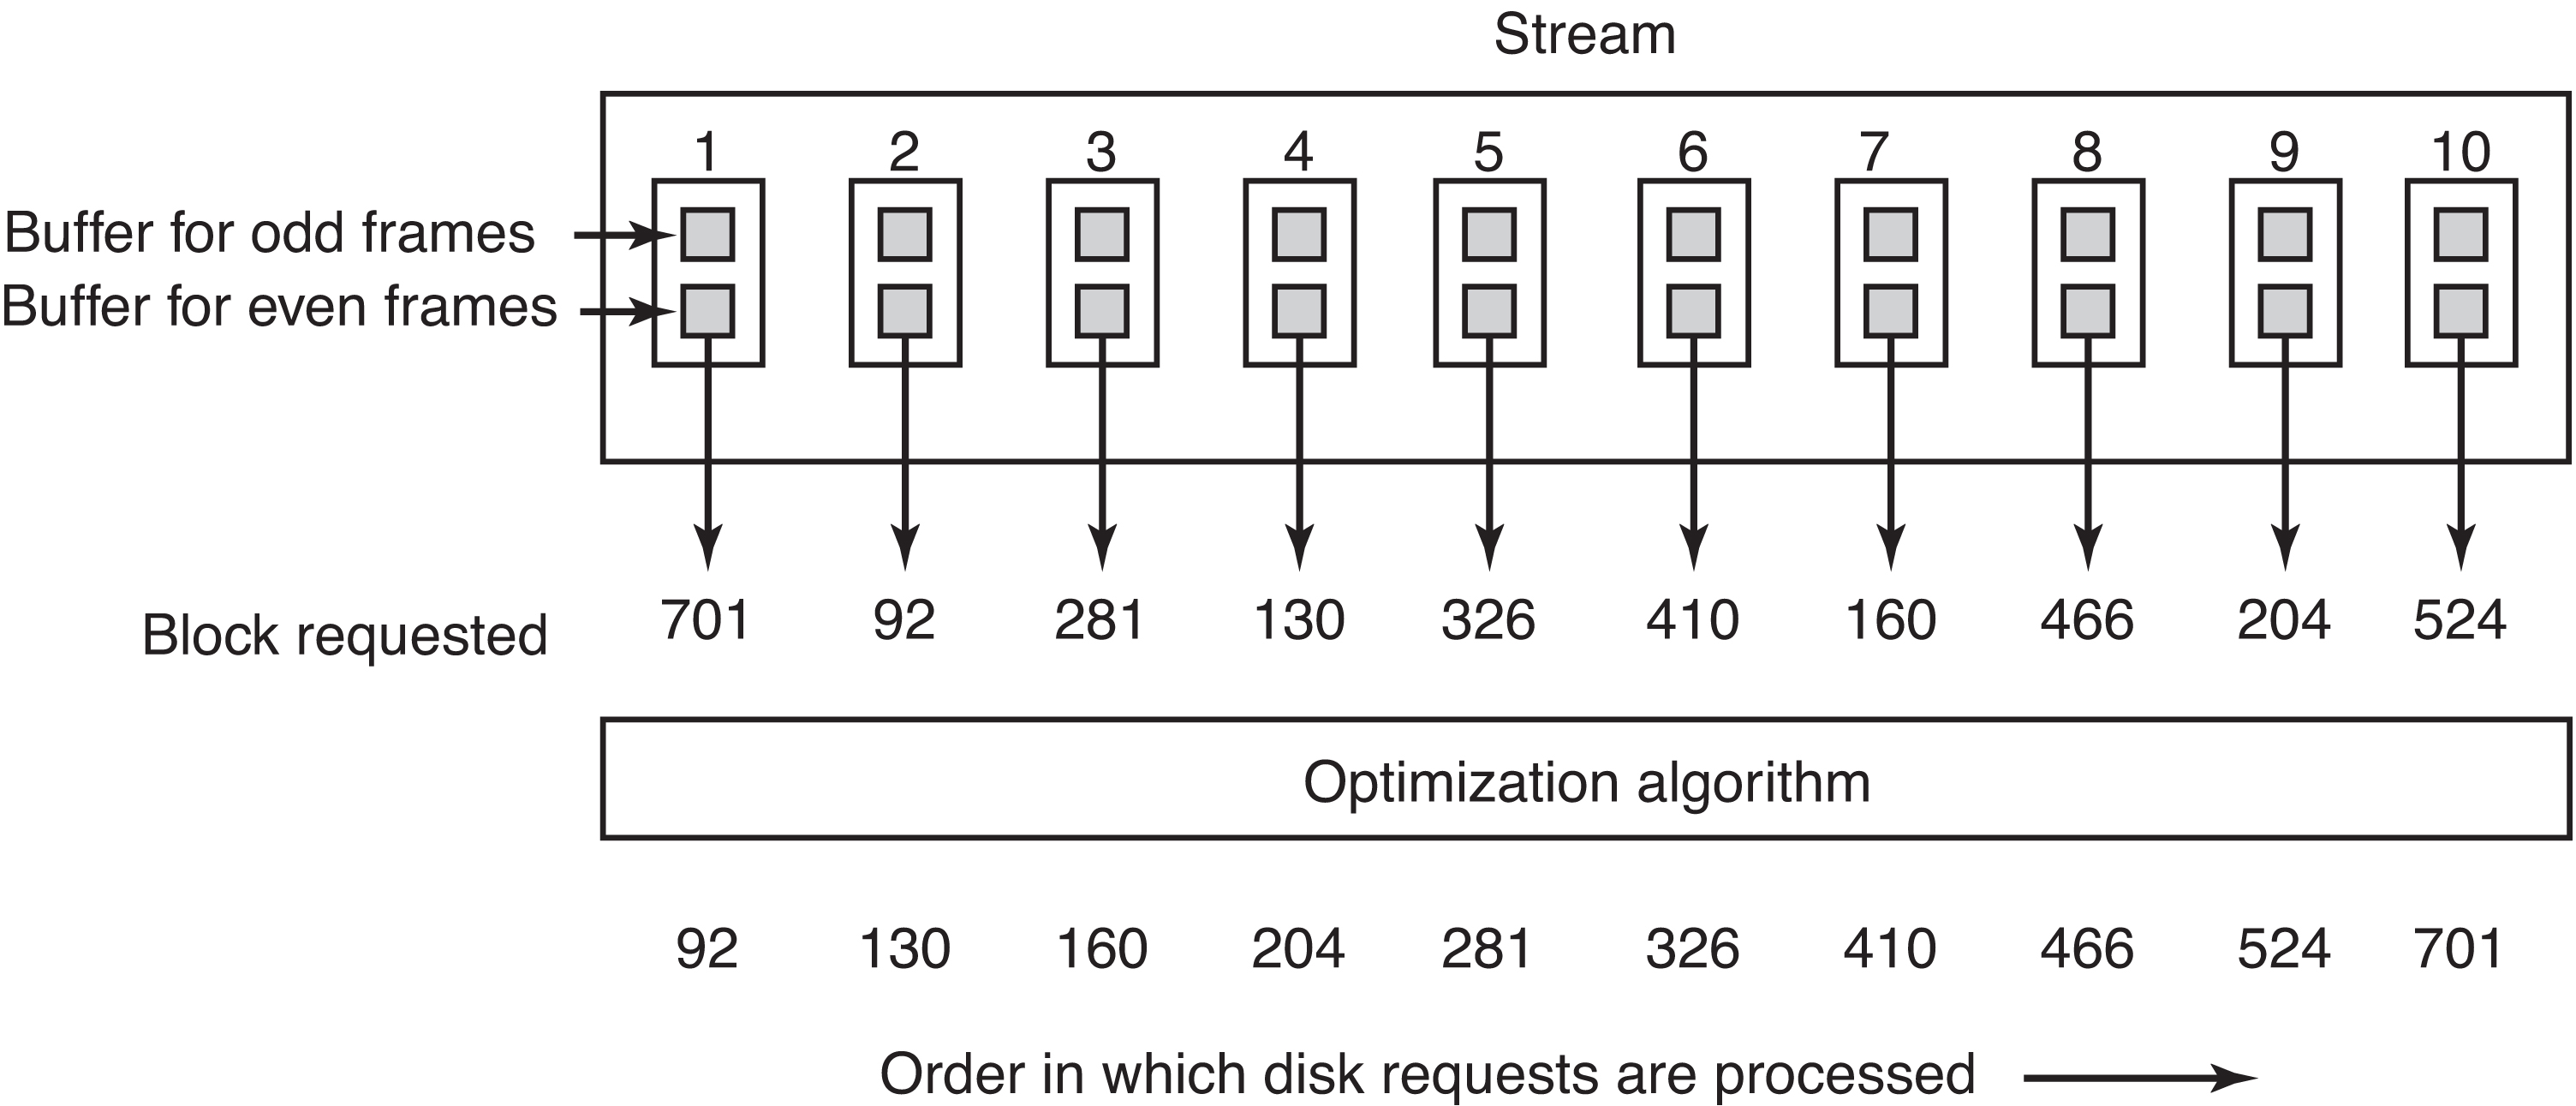 Stream
1 2 3 4 5 6 7 8 9 10
Buffer for odd frames
Buffer for even frames
Block requested 701 92 281 130 326 410 160 466 204 524
Optimization algorithm
92 130 160 204 281 326 410 466 524 701
Order in which disk requests are processed